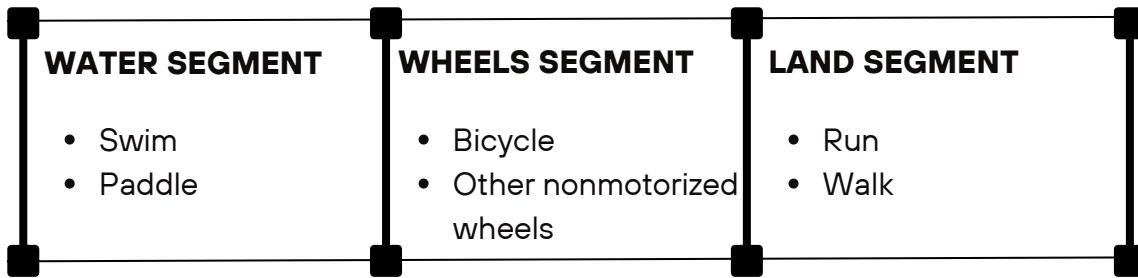 WATER SEGMENT
• Swim
• Paddle
WHEELS SEGMENT
• Bicycle
• Other nonmotorized
wheels
LAND SEGMENT
• Run
• Walk